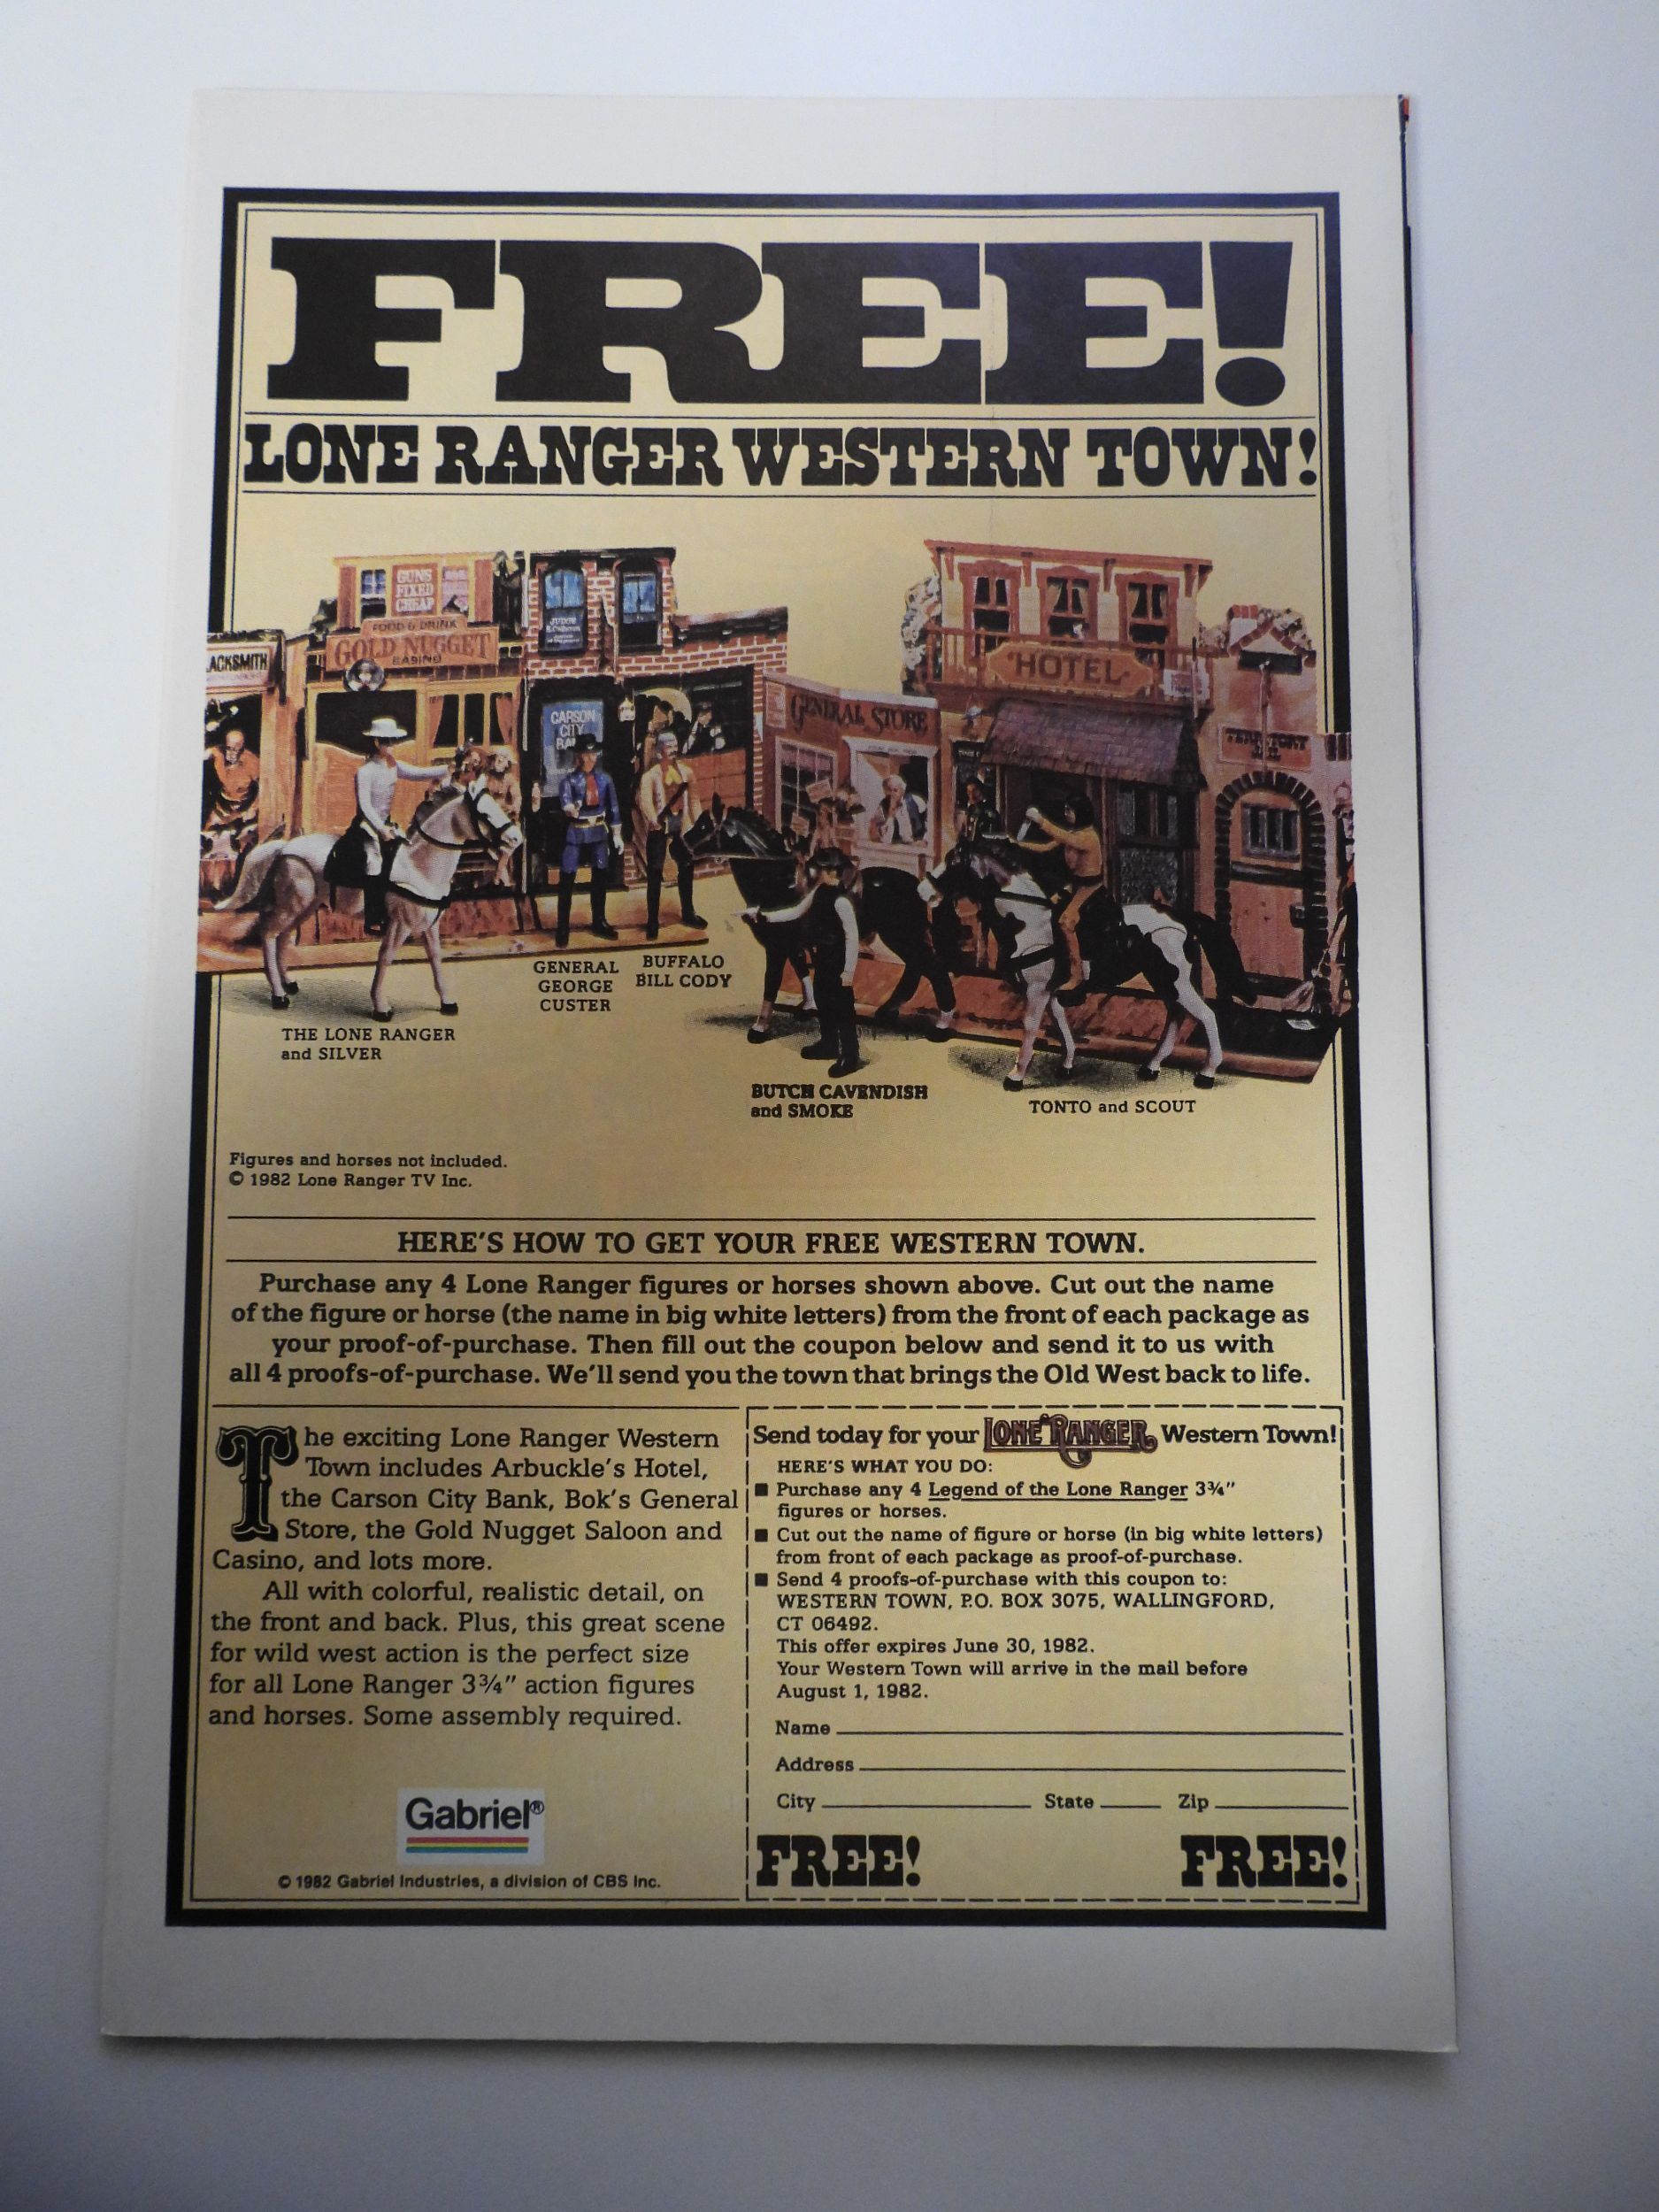 FREE!
LONE RANGER WESTERN TOWN!
GUNS
FIXED
CHEAP
FOOD & DRINK
GOLD NUGGET
CASINO
ACKSMITH
CARSON
CITY
GENERAL STORE
HOTEL
GENERAL
GEORGE
CUSTER
BUFFALO
BILL CODY
THE LONE RANGER
and SILVER
BUTCH CAVENDISH
and SMOKE
TONTO and SCOUT
Figures and horses not included.
© 1982 Lone Ranger TV Inc.
HERE'S HOW TO GET YOUR FREE WESTERN TOWN.
Purchase any 4 Lone Ranger figures or horses shown above. Cut out the name
of the figure or horse (the name in big white letters) from the front of each package as
your proof-of-purchase. Then fill out the coupon below and send it to us with
all 4 proofs-of-purchase. We'll send you the town that brings the Old West back to life.
The exciting Lone Ranger Western
Town includes Arbuckle's Hotel,
the Carson City Bank, Bok's General
Store, the Gold Nugget Saloon and
Casino, and lots more.
All with colorful, realistic detail, on
the front and back. Plus, this great scene
for wild west action is the perfect size
for all Lone Ranger 3¾" action figures
and horses. Some assembly required.
Gabriel®
© 1982 Gabriel Industries, a division of CBS Inc.
Send today for your LONE RANGER Western Town!
HERE'S WHAT YOU DO:
■ Purchase any 4 Legend of the Lone Ranger 3¾"
figures or horses.
■ Cut out the name of figure or horse (in big white letters)
from front of each package as proof-of-purchase.
■ Send 4 proofs-of-purchase with this coupon to:
WESTERN TOWN, P.O. BOX 3075, WALLINGFORD,
CT 06492.
This offer expires June 30, 1982.
Your Western Town will arrive in the mail before
August 1, 1982.
Name
Address
City State Zip
FREE! FREE!